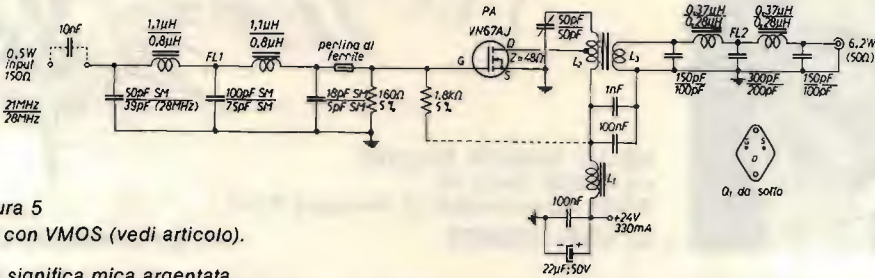 10nF
0,5W
input
150Ω
21MHz
28MHz
1,1µH
0,8µH
FL1
1,1µH
0,8µH
50pF SM
39pF (28MHz)
100pF SM
75pF SM
perlina di
ferrite
18pF SM
5pF SM
160Ω
5%
1,8KΩ
5%
PA
VN67AJ
G
D
S
Z=48Ω
50pF
50pF
L2
L3
1nF
100nF
L1
100nF
+24V
330mA
22µF;50V
0,37µH
0,28µH
FL2
0,37µH
0,28µH
150pF
100pF
300pF
200pF
150pF
100pF
6,2W
(50Ω)
G S
D
Q1 da sotto
ura 5
con VMOS (vedi articolo).
significa mica argentata